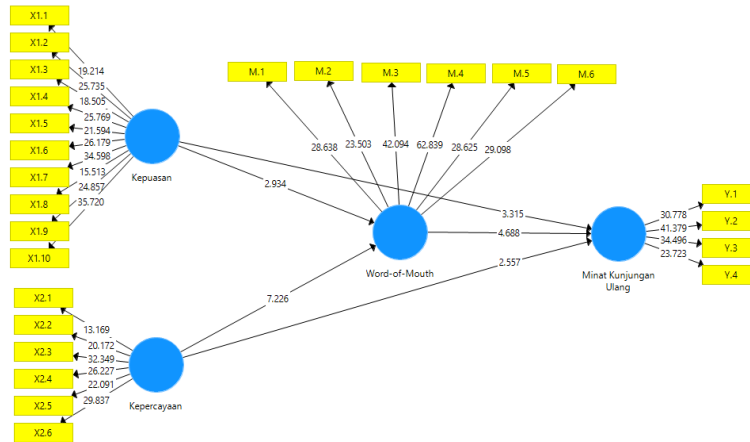 X1.1
X1.2
X1.3
X1.4
X1.5
X1.6
X1.7
X1.8
X1.9
X1.10
19.214
25.735
18.505
25.769
21.594
26.179
34.598
15.513
24.857
35.720
Kepuasan
M.1
M.2
M.3
M.4
M.5
M.6
28.638
23.503
42.094
62.839
28.625
29.098
2.934
3.315
4.688
2.557
7.226
Word-of-Mouth
Y.1
Y.2
Y.3
Y.4
30.778
41.379
34.496
23.723
Minat Kunjungan
Ulang
X2.1
X2.2
X2.3
X2.4
X2.5
X2.6
13.169
20.172
32.349
26.227
22.091
29.837
Kepercayaan